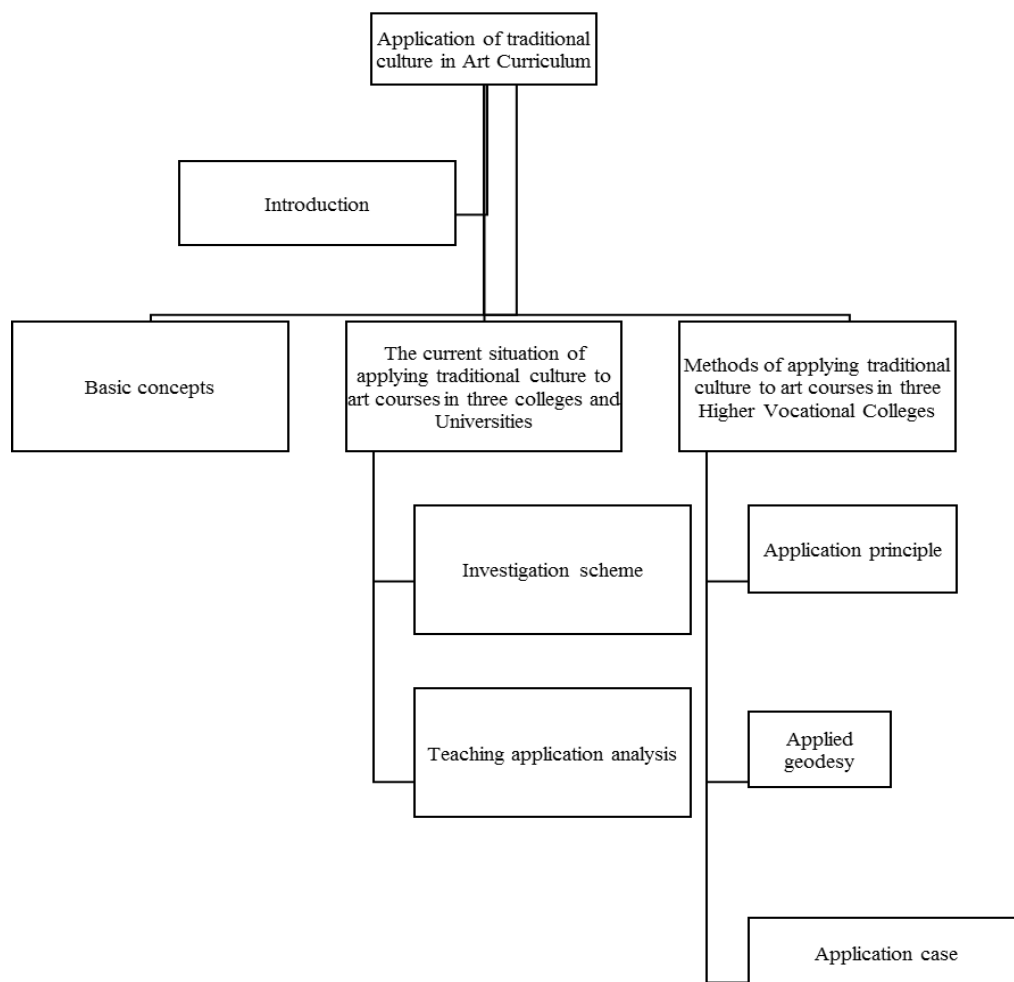 Application of traditional
culture in Art Curriculum
Introduction
Basic concepts
The current situation of
applying traditional culture to
art courses in three colleges and
Universities
Methods of applying traditional
culture to art courses in three
Higher Vocational Colleges
Investigation scheme
Application principle
Teaching application analysis
Applied
geodesy
Application case